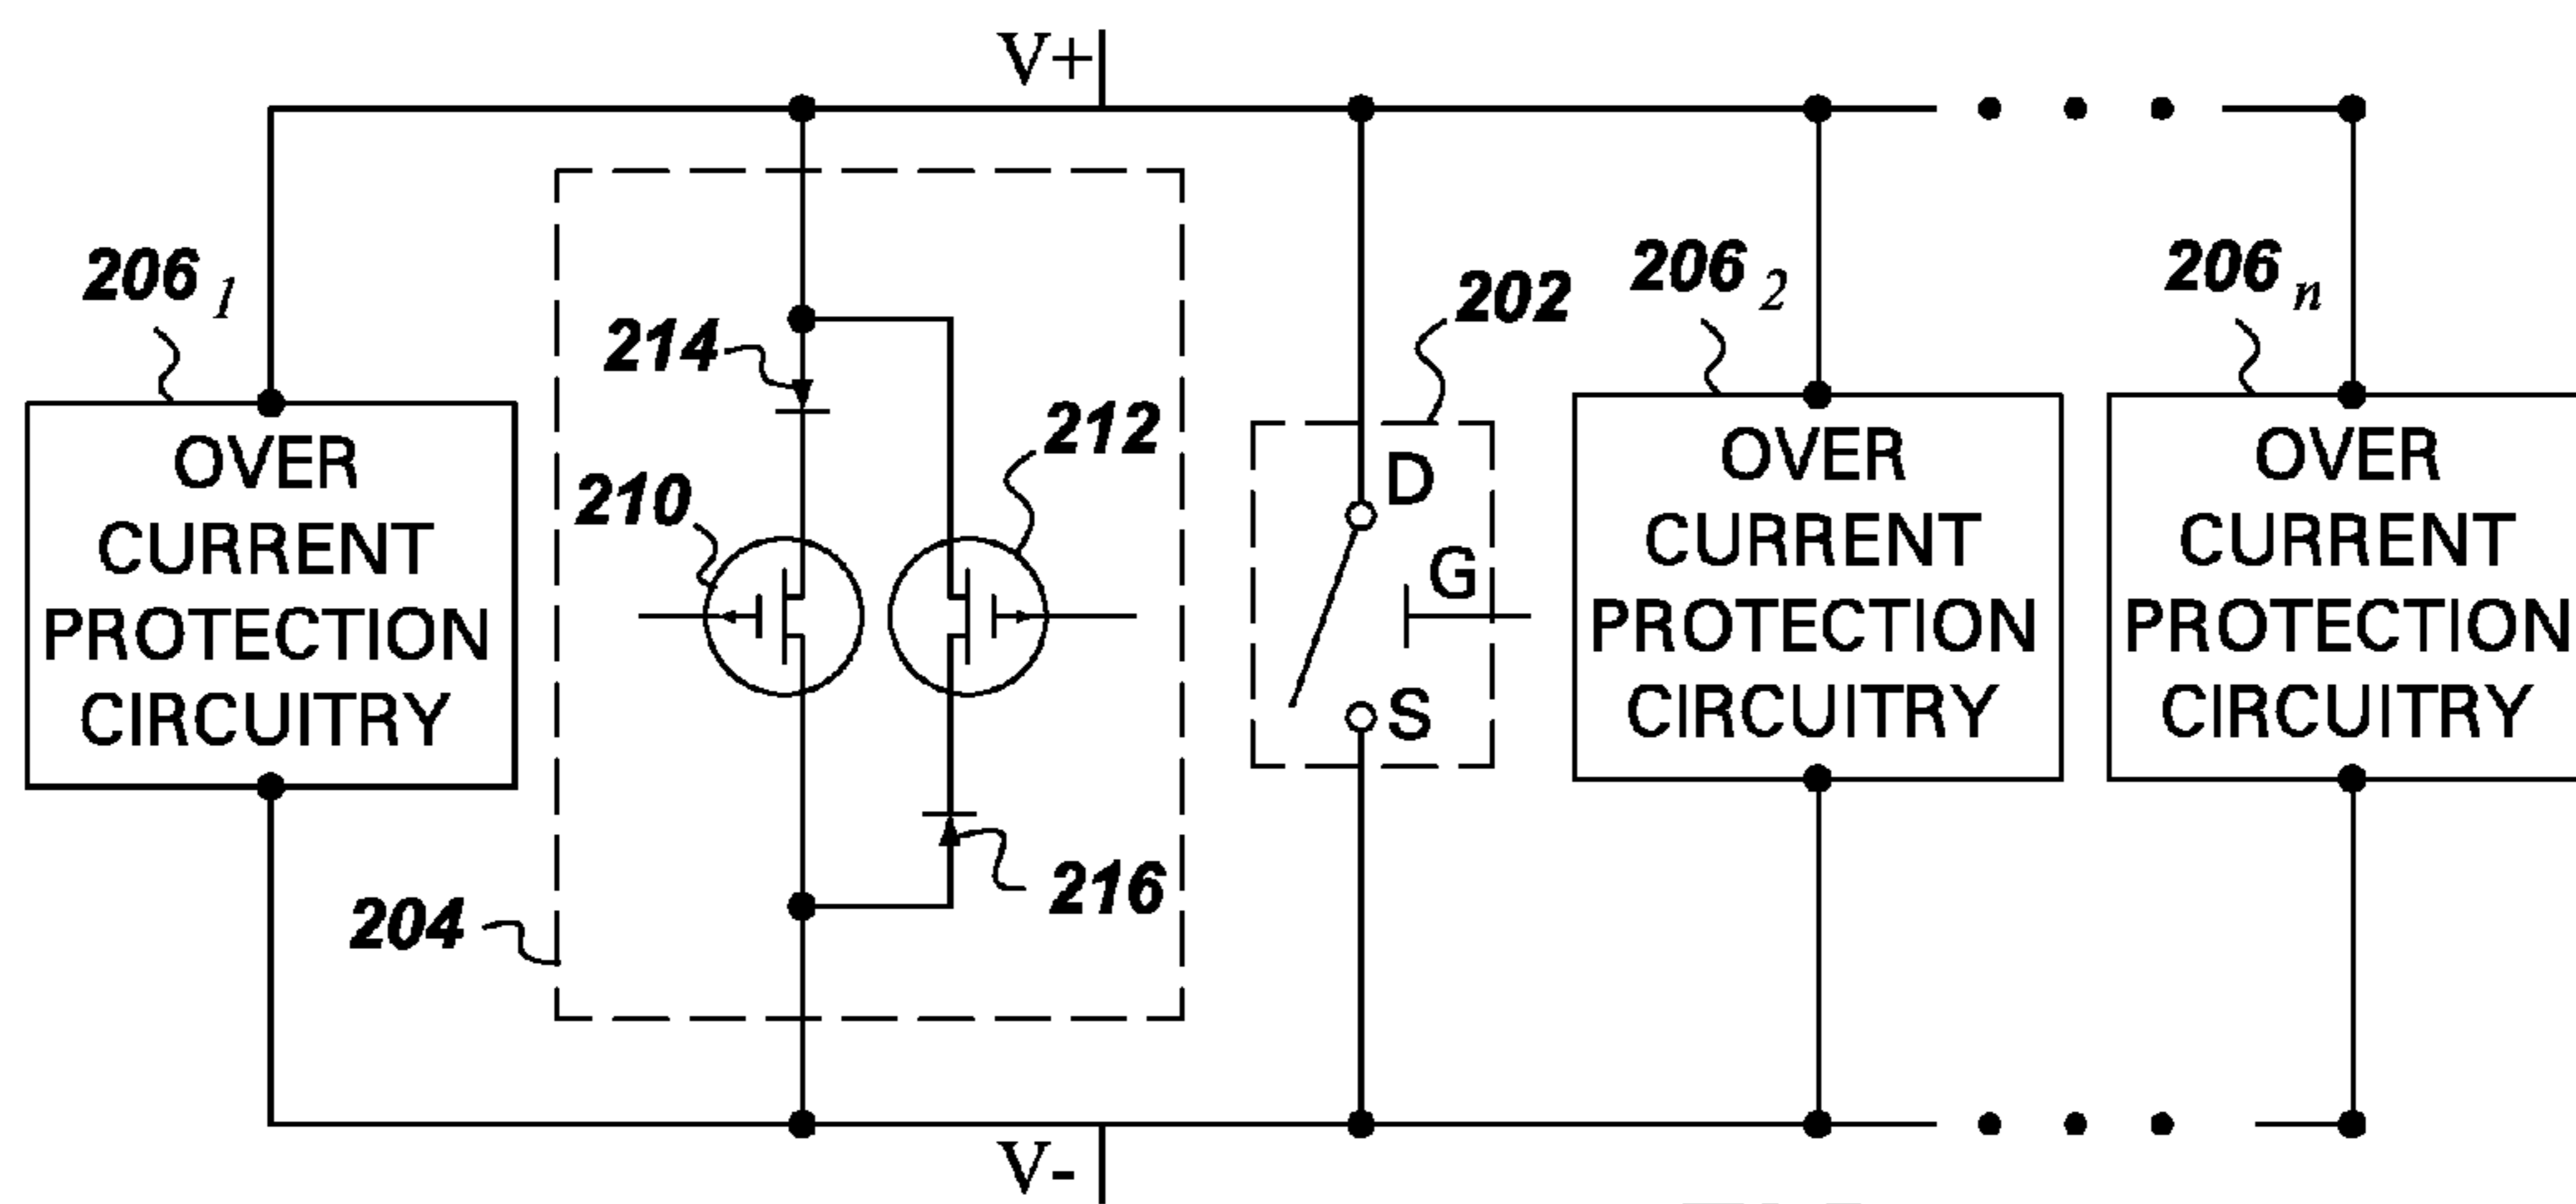 V+
206 1
OVER
CURRENT
PROTECTION
CIRCUITRY
214
210
212
216
204
202
D
G
S
206 2
OVER
CURRENT
PROTECTION
CIRCUITRY
206 n
OVER
CURRENT
PROTECTION
CIRCUITRY
V-